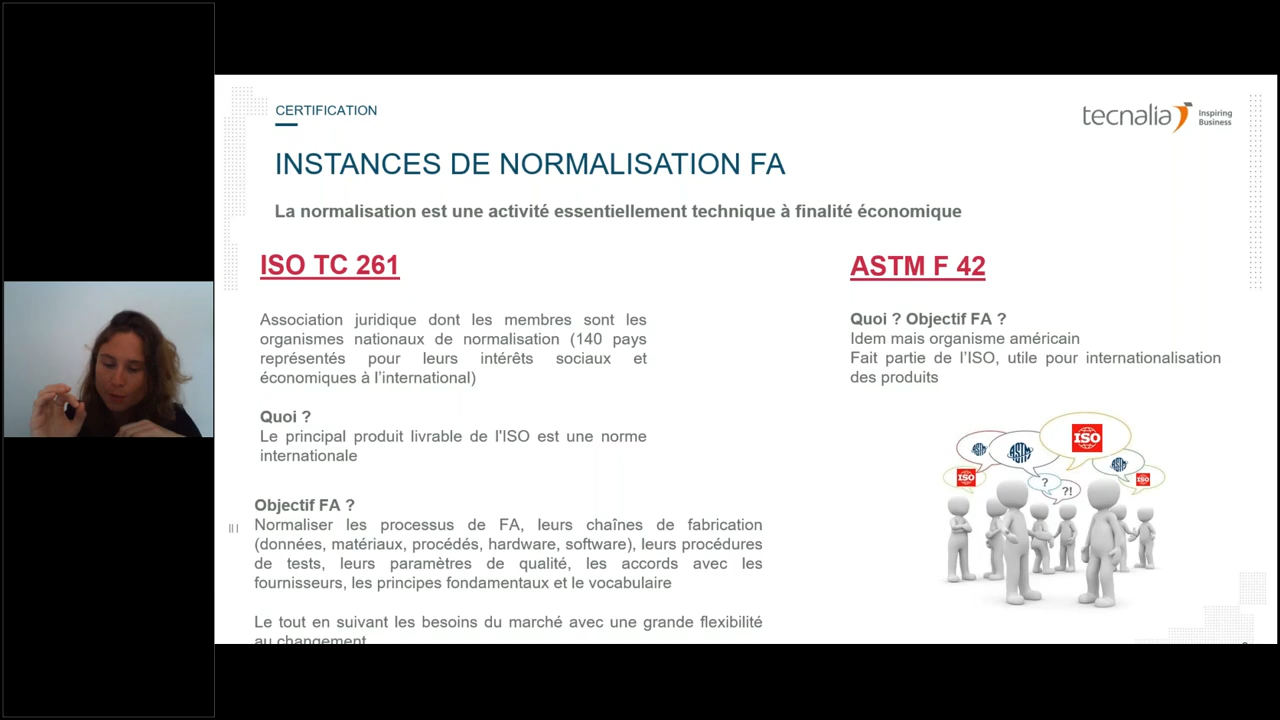 CERTIFICATION
tecnalia Inspiring Business
INSTANCES DE NORMALISATION FA
La normalisation est une activité essentiellement technique à finalité économique
ISO TC 261
Association juridique dont les membres sont les
organismes nationaux de normalisation (140 pays
représentés pour leurs intérêts sociaux et
économiques à l'international)
Quoi ?
Le principal produit livrable de l'ISO est une norme
internationale
Objectif FA ?
Normaliser les processus de FA, leurs chaînes de fabrication
(données, matériaux, procédés, hardware, software), leurs procédures
de tests, leurs paramètres de qualité, les accords avec les
fournisseurs, les principes fondamentaux et le vocabulaire
Le tout en suivant les besoins du marché avec une grande flexibilité
au changement
ASTM F 42
Quoi ? Objectif FA ?
Idem mais organisme américain
Fait partie de l'ISO, utile pour internationalisation
des produits
ISO
ASTM
ASTM
ISO
ASTM
ISO
?
?!